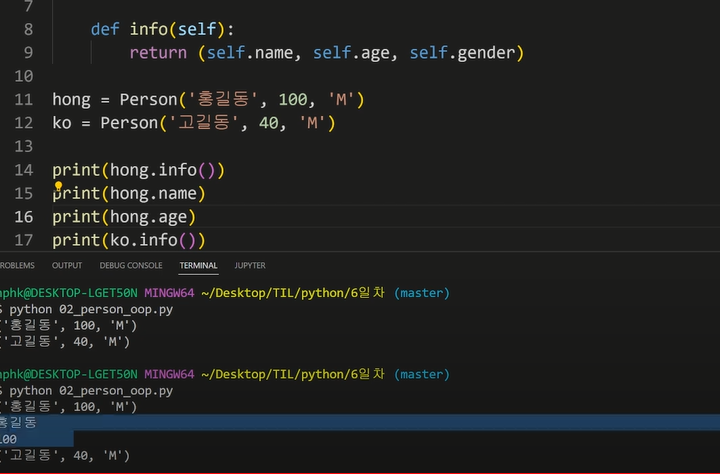 7
8 def info(self):
9 return (self.name, self.age, self.gender)
10
11 hong = Person('홍길동', 100, 'M')
12 ko = Person('고길동', 40, 'M')
13
14 print(hong.info())
15 print(hong.name)
16 print(hong.age)
17 print(ko.info())
ROBLEMS OUTPUT DEBUG CONSOLE TERMINAL JUPYTER
nphk@DESKTOP-LGET50N MINGW64 ~/Desktop/TIL/python/6일차 (master)
$ python 02_person_oop.py
('홍길동', 100, 'M')
('고길동', 40, 'M')
nphk@DESKTOP-LGET50N MINGW64 ~/Desktop/TIL/python/6일차 (master)
$ python 02_person_oop.py
('홍길동', 100, 'M')
홍길동
100
('고길동', 40, 'M')